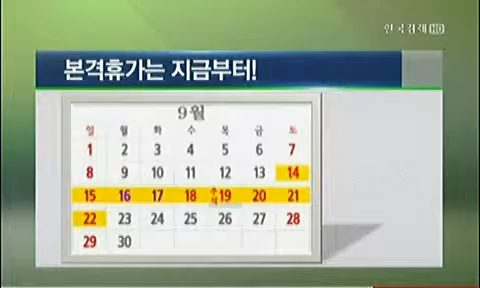 한국경제 HD
본격휴가는 지금부터!
9월
일 월 화 수 목 금 토
1 2 3 4 5 6 7
8 9 10 11 12 13 14
15 16 17 18 추석 19 20 21
22 23 24 25 26 27 28
29 30